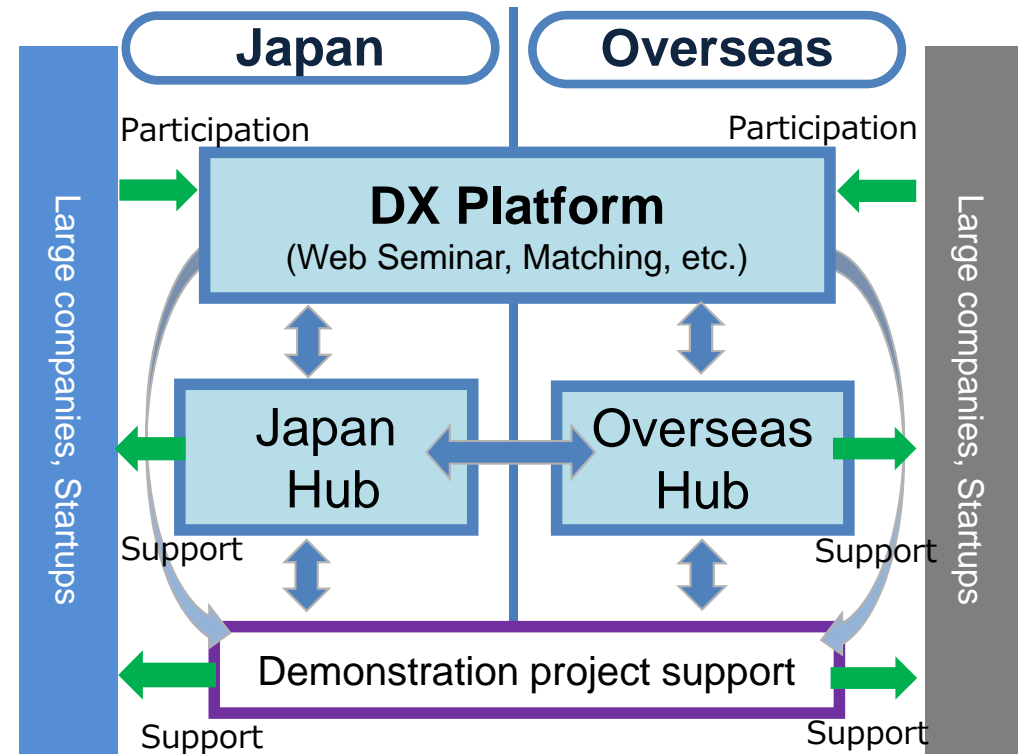 Japan
Overseas
Participation
Participation
DX Platform
(Web Seminar, Matching, etc.)
Large companies, Startups
Large companies, Startups
Japan
Hub
Overseas
Hub
Support
Support
Demonstration project support
Support
Support